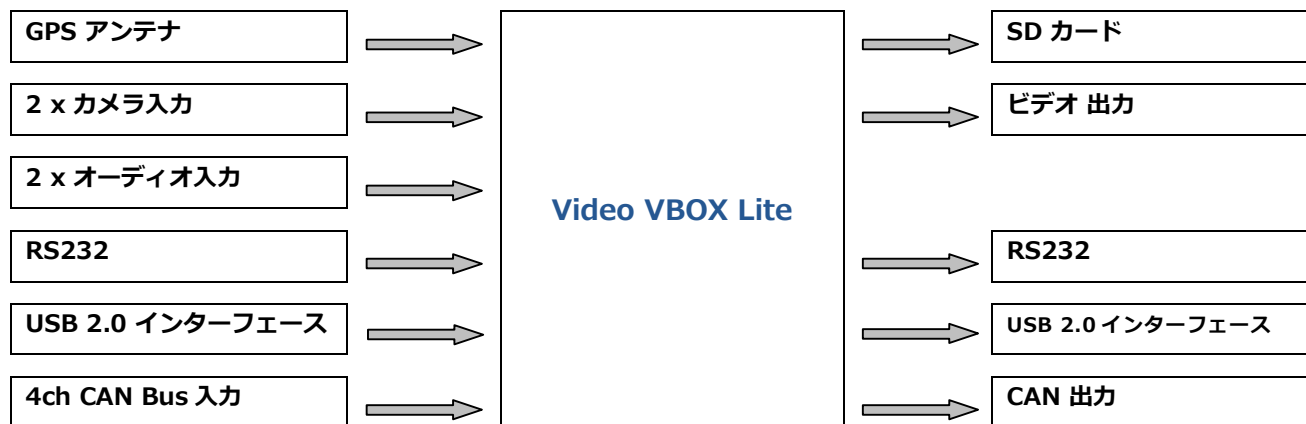 GPS アンテナ
2 x カメラ入力
2 x オーディオ入力
RS232
USB 2.0 インターフェース
4ch CAN Bus 入力
Video VBOX Lite
SD カード
ビデオ 出力
RS232
USB 2.0 インターフェース
CAN 出力